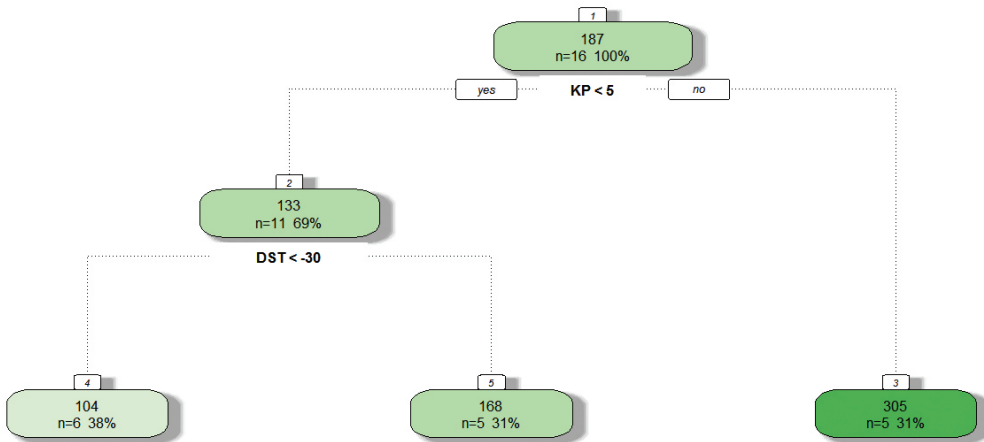 1
187
n=16 100%
yes KP < 5 no
2
133
n=11 69%
DST < -30
4 5 3
104 168 305
n=6 38% n=5 31% n=5 31%